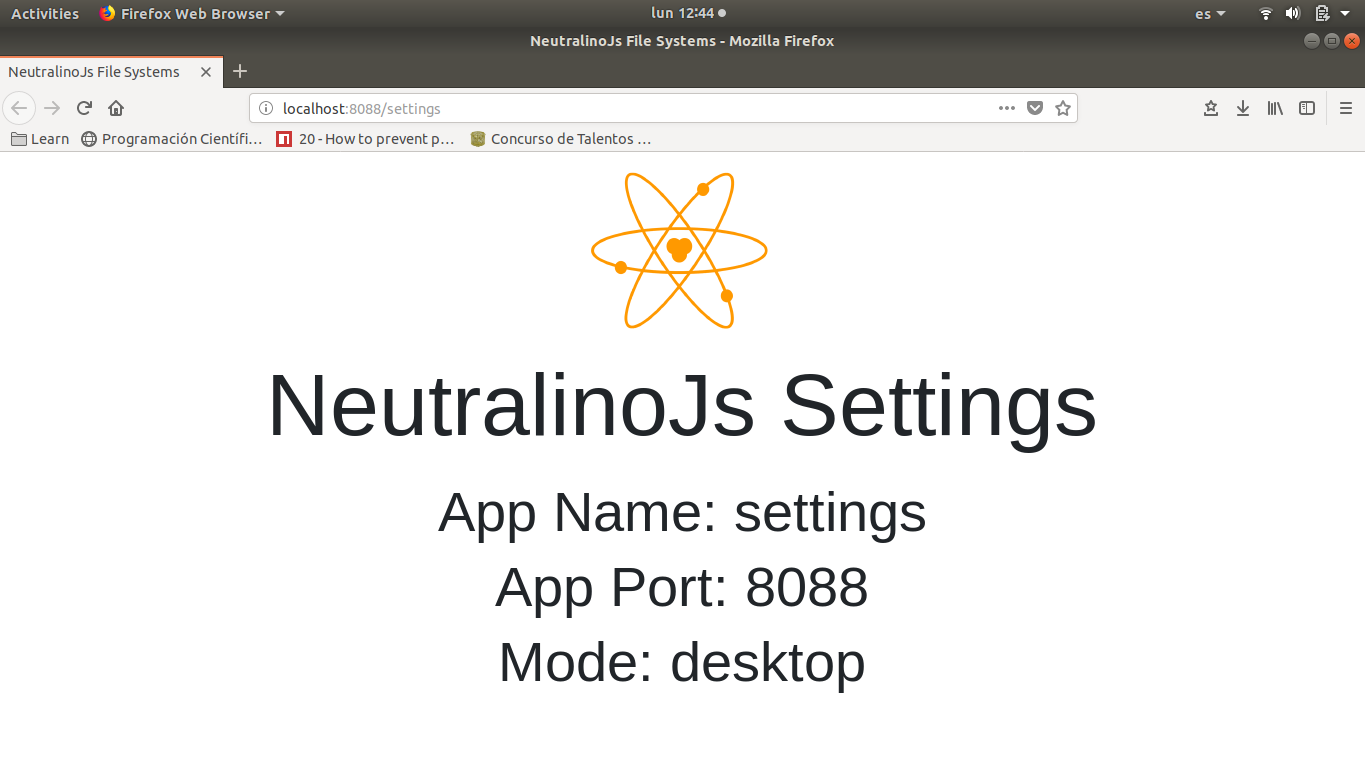 Activities Firefox Web Browser lun 12:44 es
NeutralinoJs File Systems - Mozilla Firefox
NeutralinoJs File Systems
localhost:8088/settings
Learn Programación Científi… 20 - How to prevent p… Concurso de Talentos …
NeutralinoJs Settings
App Name: settings
App Port: 8088
Mode: desktop